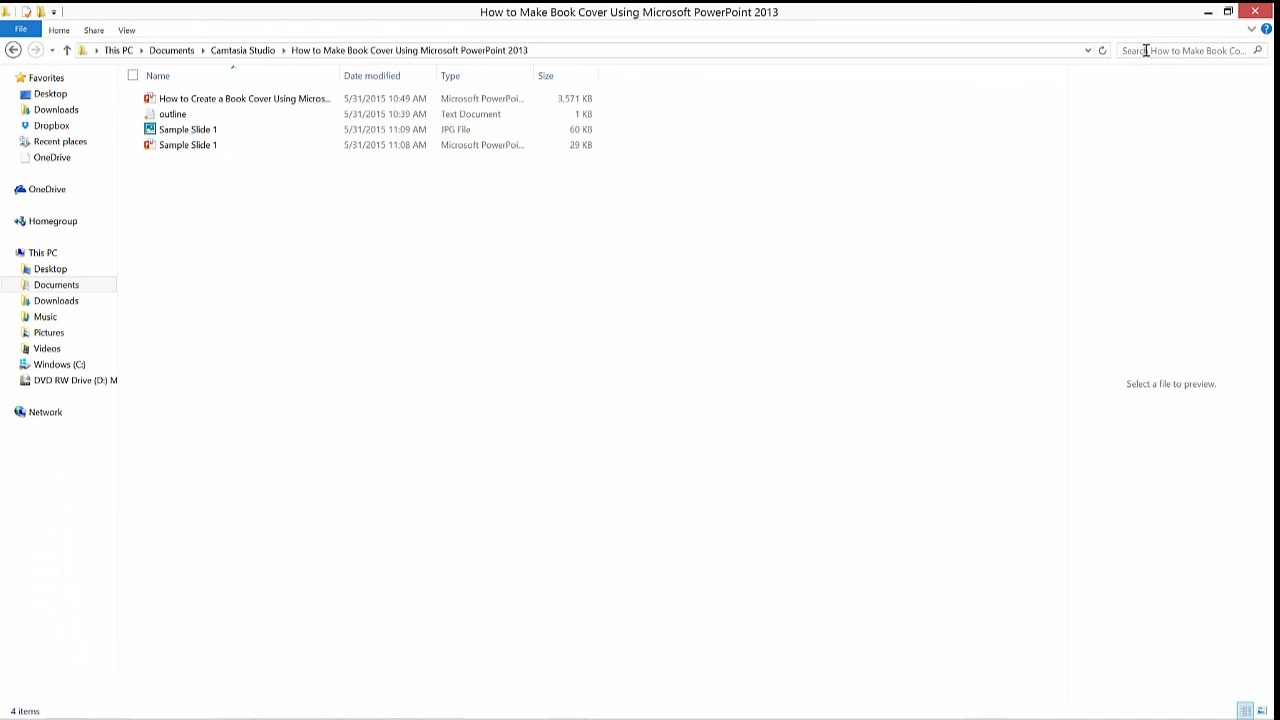 How to Make Book Cover Using Microsoft PowerPoint 2013
File Home Share View
This PC Documents Camtasia Studio How to Make Book Cover Using Microsoft PowerPoint 2013
Search How to Make Book Co...
Name Date modified Type Size
How to Create a Book Cover Using Micros... 5/31/2015 10:49 AM Microsoft PowerPoi... 3,571 KB
outline 5/31/2015 10:39 AM Text Document 1 KB
Sample Slide 1 5/31/2015 11:09 AM JPG File 60 KB
Sample Slide 1 5/31/2015 11:08 AM Microsoft PowerPoi... 29 KB
Favorites
Desktop
Downloads
Dropbox
Recent places
OneDrive
OneDrive
Homegroup
This PC
Desktop
Documents
Downloads
Music
Pictures
Videos
Windows (C:)
DVD RW Drive (D:) M
Network
Select a file to preview.
4 items